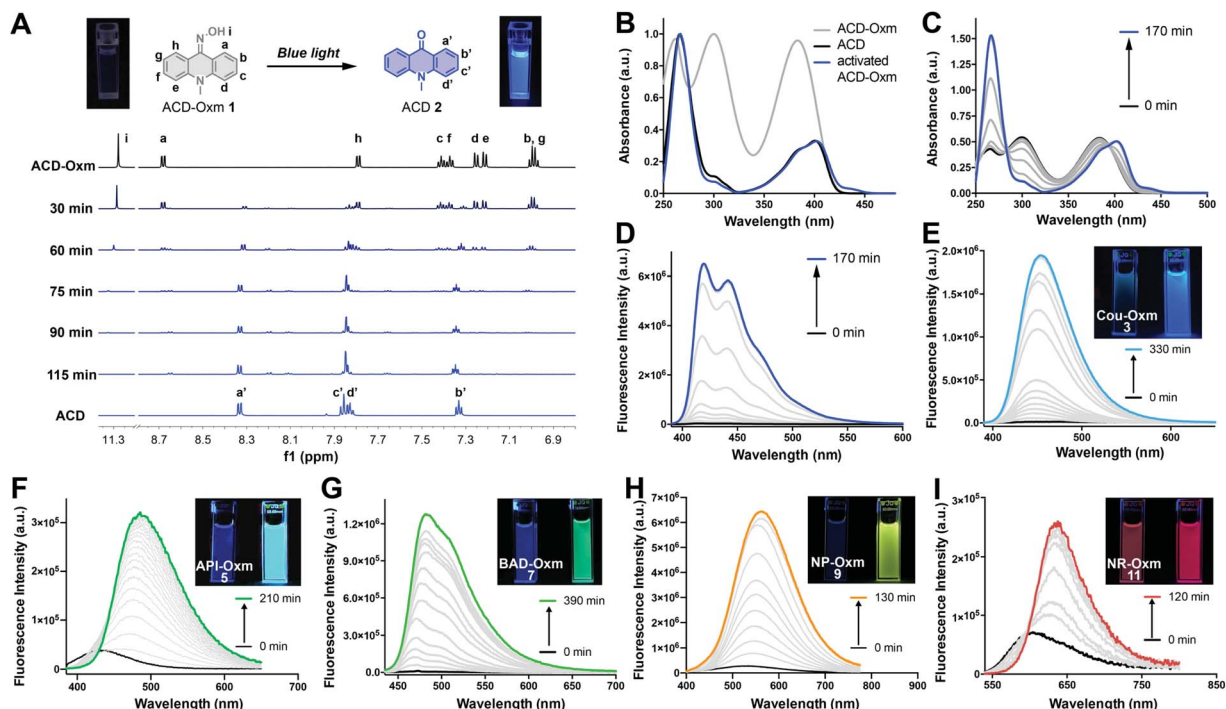 A
N
OH
i
h
a
g
b
f
c
N
e
d
ACD-Oxm 1
Blue light
O
a'
b'
c'
N
d'
ACD 2
i
a
h
c f
d
e
b, g
ACD-Oxm
30 min
60 min
75 min
90 min
115 min
ACD
a'
c' d'
b'
11.3 8.7 8.5 8.3 8.1 7.9 7.7 7.5 7.3 7.1 6.9
f1 (ppm)
B
ACD-Oxm
ACD
activated
ACD-Oxm
Absorbance (a.u.)
1.0
0.8
0.6
0.4
0.2
0.0
250 300 350 400 450 500
Wavelength (nm)
C
170 min
0 min
Absorbance (a.u.)
1.75
1.50
1.25
1.00
0.75
0.50
0.25
0.00
250 300 350 400 450 500
Wavelength (nm)
D
170 min
0 min
Fluorescence Intensity (a.u.)
6×10⁶
4×10⁶
2×10⁶
0
400 450 500 550 600
Wavelength (nm)
E
Cou-Oxm
3
330 min
0 min
Fluorescence Intensity (a.u.)
2.0×10⁶
1.5×10⁶
1.0×10⁶
5.0×10⁵
0.0
400 500 600
Wavelength (nm)
F
API-Oxm
5
210 min
0 min
Fluorescence Intensity (a.u.)
3×10⁵
2×10⁵
1×10⁵
0
400 500 600 700
Wavelength (nm)
G
BAD-Oxm
7
390 min
0 min
Fluorescence Intensity (a.u.)
1.2×10⁶
9.0×10⁵
6.0×10⁵
3.0×10⁵
0.0
450 500 550 600 650 700
Wavelength (nm)
H
NP-Oxm
9
130 min
0 min
Fluorescence Intensity (a.u.)
7×10⁶
6×10⁶
5×10⁶
4×10⁶
3×10⁶
2×10⁶
1×10⁶
0
400 500 600 700 800 900
Wavelength (nm)
I
NR-Oxm
11
120 min
0 min
Fluorescence Intensity (a.u.)
3×10⁵
2×10⁵
1×10⁵
0
550 650 750 850
Wavelength (nm)